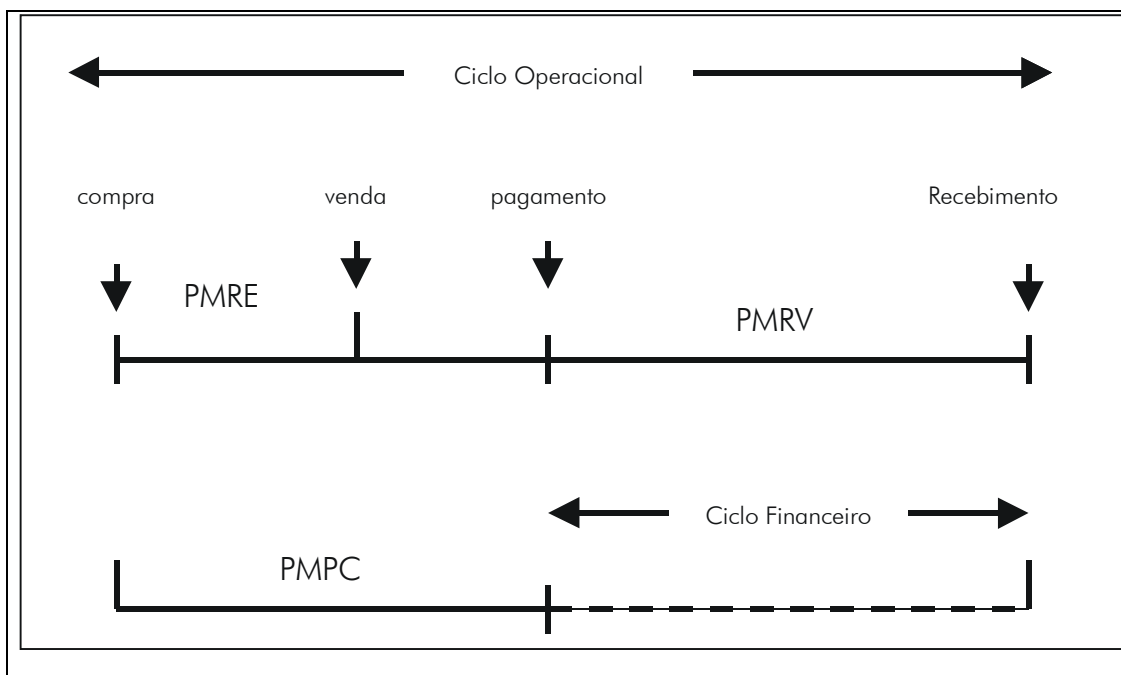 Ciclo Operacional
compra venda pagamento Recebimento
PMRE
PMRV
Ciclo Financeiro
PMPC